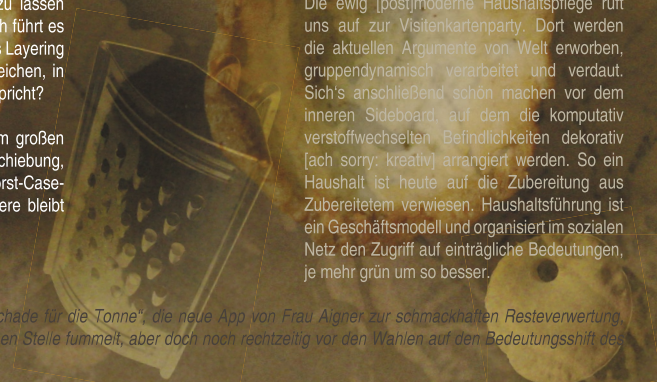 zu lassen
h führt es
s Layering
eichen, in
pricht?
m großen
chiebung,
orst-Case-
ere bleibt
Die ewig [post]moderne Haushaltspflege ruft
uns auf zur Visitenkartenparty. Dort werden
die aktuellen Argumente von Welt erworben,
gruppendynamisch verarbeitet und verdaut.
Sich's anschließend schön machen vor dem
inneren Sideboard, auf dem die komputativ
verstoffwechselten Befindlichkeiten dekorativ
[ach sorry: kreativ] arrangiert werden. So ein
Haushalt ist heute auf die Zubereitung aus
Zubereitetem verwiesen. Haushaltsführung ist
ein Geschäftsmodell und organisiert im sozialen
Netz den Zugriff auf einträgliche Bedeutungen,
je mehr grün um so besser.
chade für die Tonne", die neue App von Frau Aigner zur schmackhaften Resteverwertung,
en Stelle fummelt, aber doch noch rechtzeitig vor den Wahlen auf den Bedeutungsshift des